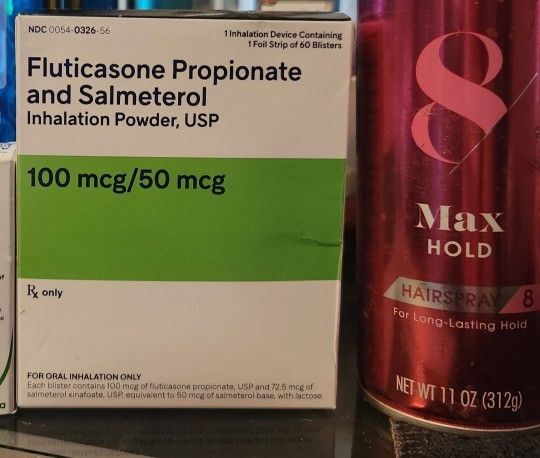 NDC 0054-0326-56
1 Inhalation Device Containing
1 Foil Strip of 60 Blisters
Fluticasone Propionate
and Salmeterol
Inhalation Powder, USP
100 mcg/50 mcg
Rx only
FOR ORAL INHALATION ONLY
Each blister contains 100 mcg of fluticasone propionate, USP and 72.5 mcg of
salmeterol xinafoate, USP, equivalent to 50 mcg of salmeterol base, with lactose.
8
Max
HOLD
HAIRSPRAY 8
For Long-Lasting Hold
NET WT 11 OZ (312g)